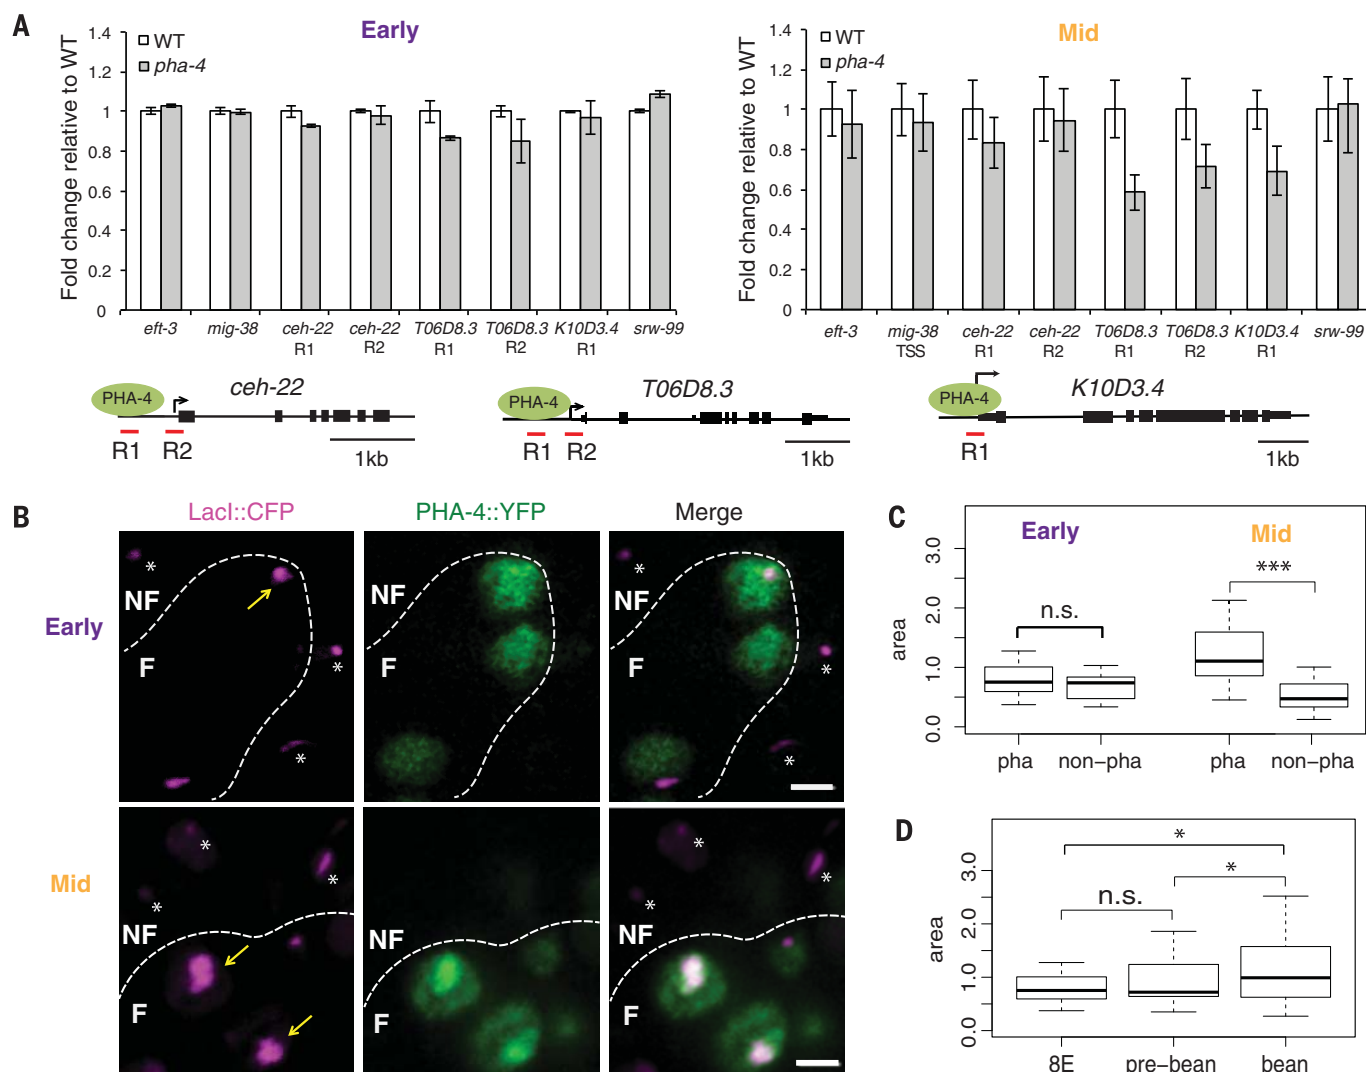 A
Early
Fold change relative to WT
1.4
1.2
1
0.8
0.6
0.4
0.2
0
WT
pha-4
eft-3
mig-38
ceh-22 R1
ceh-22 R2
T06D8.3 R1
T06D8.3 R2
K10D3.4 R1
srw-99
Mid
Fold change relative to WT
1.4
1.2
1
0.8
0.6
0.4
0.2
0
WT
pha-4
eft-3
mig-38 TSS
ceh-22 R1
ceh-22 R2
T06D8.3 R1
T06D8.3 R2
K10D3.4 R1
srw-99
PHA-4
ceh-22
R1
R2
1kb
PHA-4
T06D8.3
R1
R2
1kb
PHA-4
K10D3.4
R1
1kb
B
LacI::CFP
PHA-4::YFP
Merge
Early
NF
F
*
*
*
NF
F
NF
F
*
*
*
Mid
NF
F
*
*
*
NF
F
NF
F
*
*
*
C
Early
Mid
area
3.0
2.0
1.0
0.0
n.s.
***
pha
non-pha
pha
non-pha
D
area
3.0
2.0
1.0
0.0
*
*
n.s.
8E
pre-bean
bean